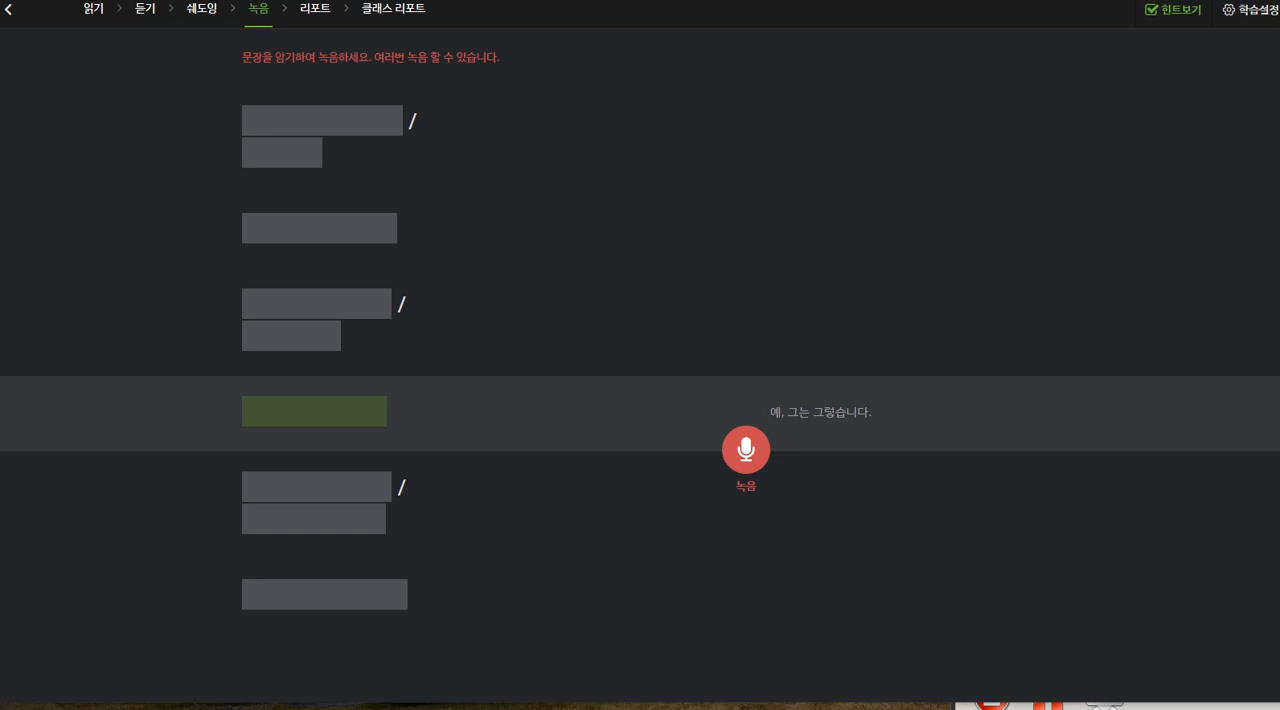 읽기 > 듣기 > 쉐도잉 > 녹음 > 리포트 > 클래스 리포트
힌트보기
학습설정
문장을 암기하여 녹음하세요. 여러번 녹음 할 수 있습니다.
/
/
예, 그는 그렇습니다.
녹음
/